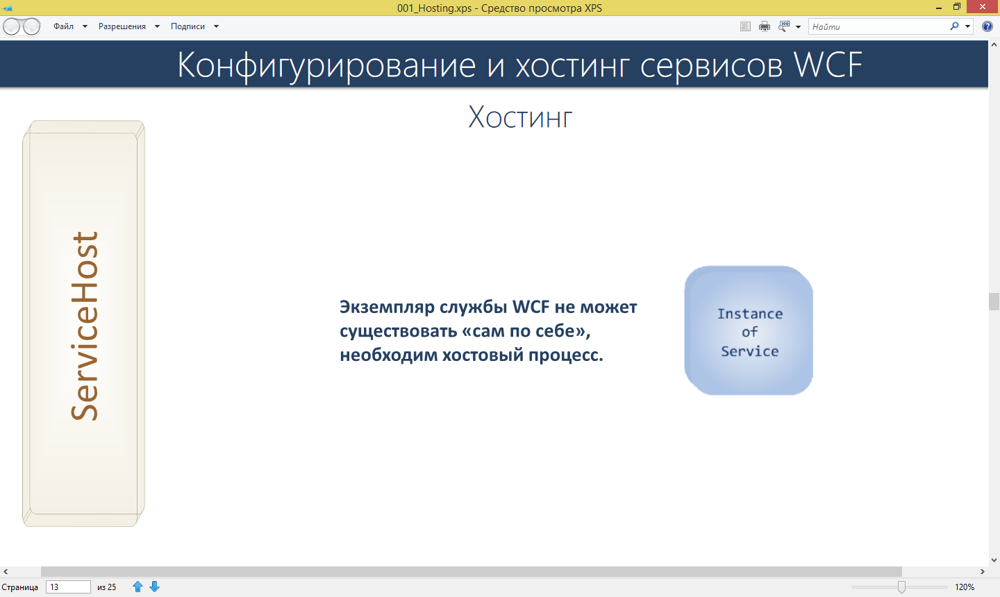 001_Hosting.xps - Средство просмотра XPS
Файл
Разрешения
Подписи
100
Найти
?
Конфигурирование и хостинг сервисов WCF
Хостинг
ServiceHost
Экземпляр службы WCF не может
существовать «сам по себе»,
необходим хостовый процесс.
Instance
of
Service
Страница 13 из 25
120%